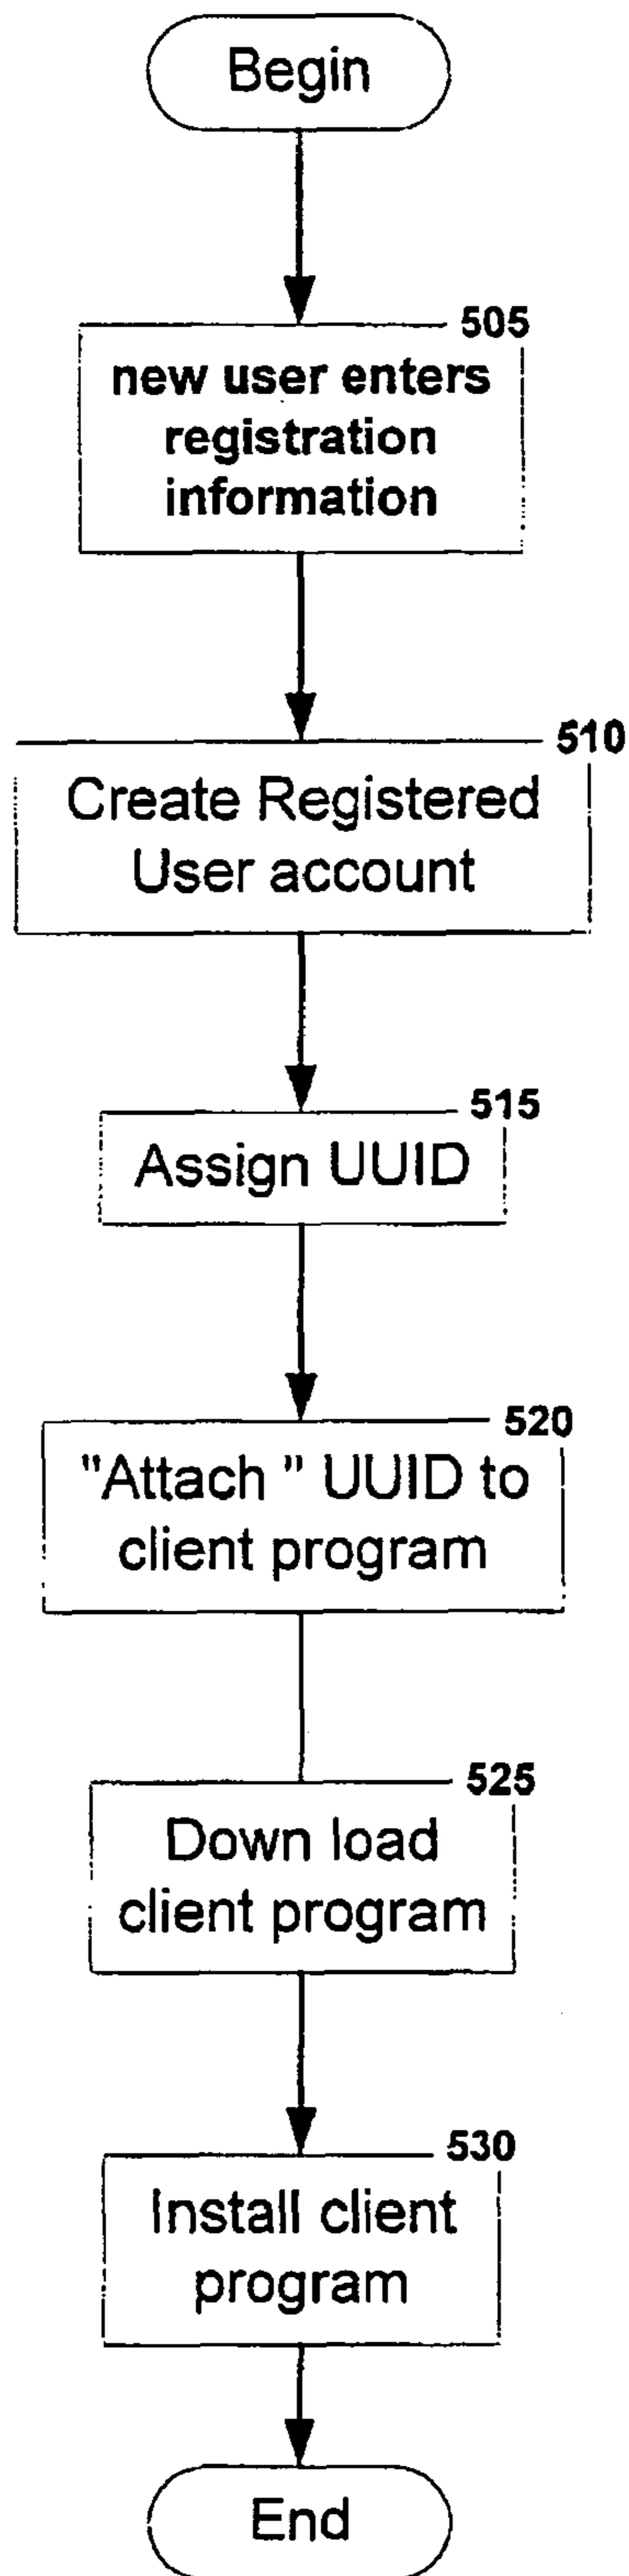 Begin
505
new user enters
registration
information
510
Create Registered
User account
515
Assign UUID
520
"Attach " UUID to
client program
525
Down load
client program
530
Install client
program
End